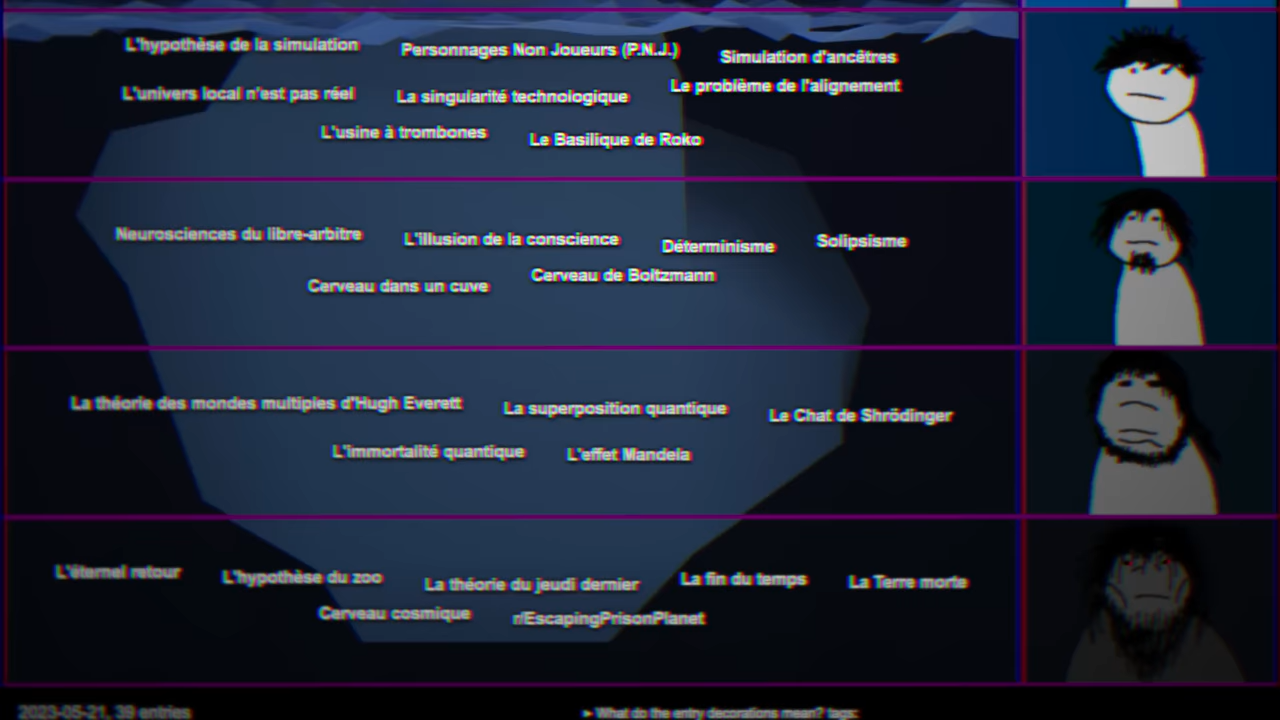 L'hypothèse de la simulation
Personnages Non Joueurs (P.N.J.)
Simulation d'ancêtres
L'univers local n'est pas réel
La singularité technologique
Le problème de l'alignement
L'usine à trombones
Le Basilique de Roko
Neurosciences du libre-arbitre
L'illusion de la conscience
Déterminisme
Solipsisme
Cerveau dans un cuve
Cerveau de Boltzmann
La théorie des mondes multiples d'Hugh Everett
La superposition quantique
Le Chat de Shrödinger
L'immortalité quantique
L'effet Mandela
L'éternel retour
L'hypothèse du zoo
La théorie du jeudi dernier
La fin du temps
La Terre morte
Cerveau cosmique
r/EscapingPrisonPlanet
2023-05-21, 39 entries
► What do the entry decorations mean? tags: